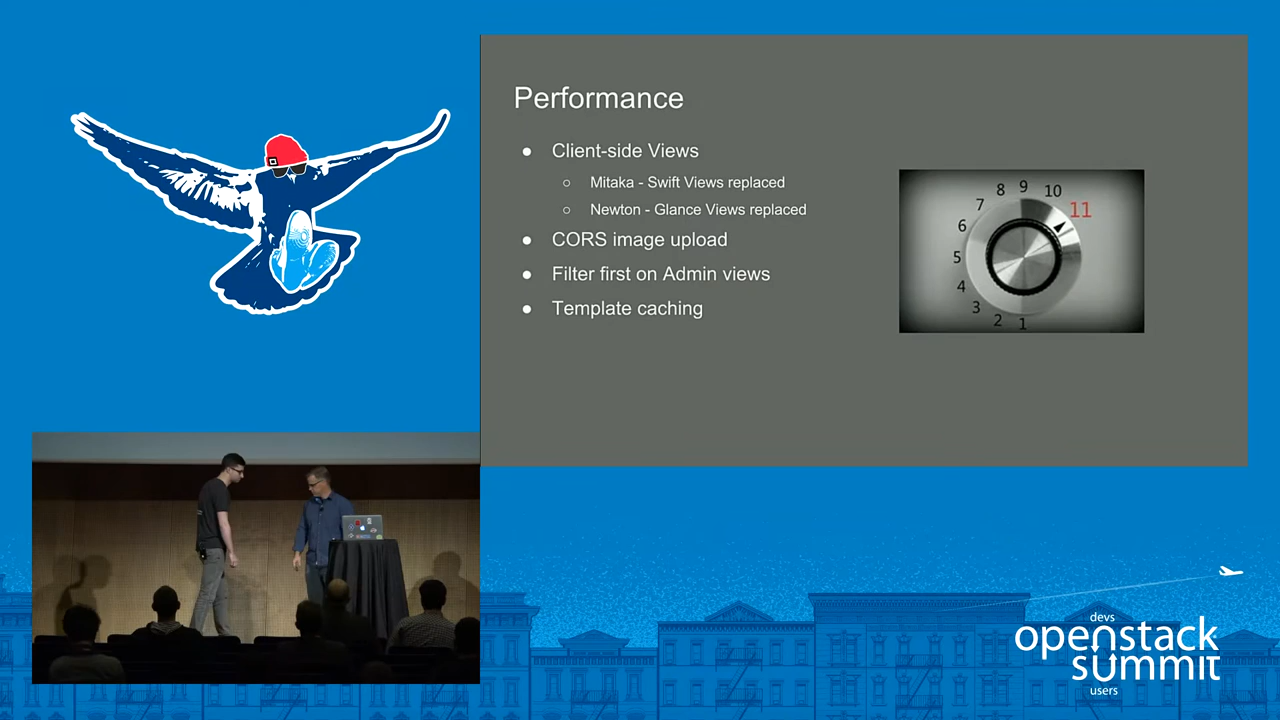 Performance
● Client-side Views
○ Mitaka - Swift Views replaced
○ Newton - Glance Views replaced
● CORS image upload
● Filter first on Admin views
● Template caching
8 9 10
7 11
6
5
4
3
2 1
devs
openstack
summit
users